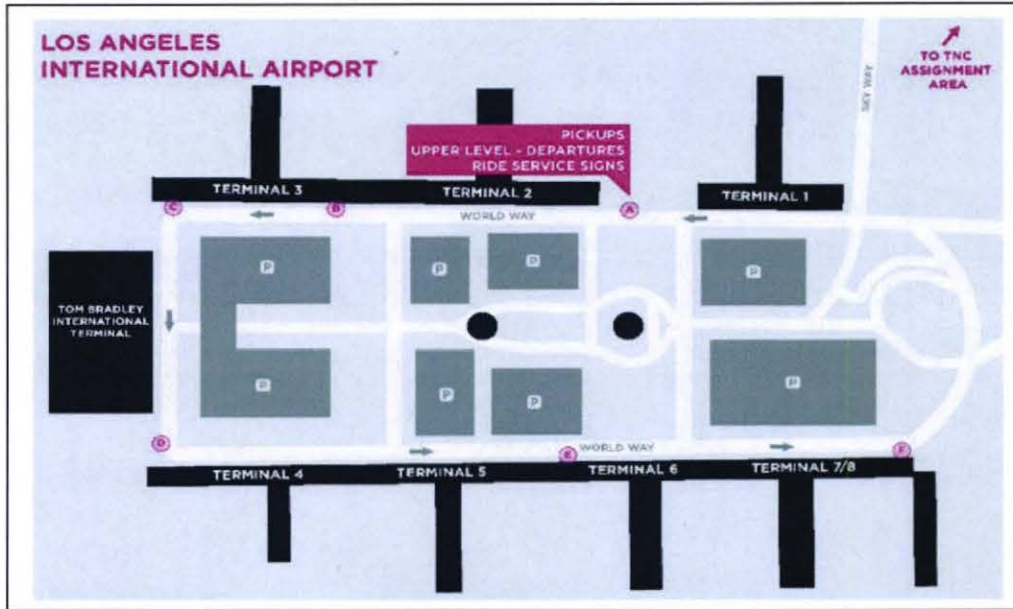 LOS ANGELES
INTERNATIONAL AIRPORT
TO TNC
ASSIGNMENT
AREA
SKY WAY
PICKUPS
UPPER LEVEL - DEPARTURES
RIDE SERVICE SIGNS
TERMINAL 3
TERMINAL 2
TERMINAL 1
C
B
A
WORLD WAY
P
P
P
P
TOM BRADLEY
INTERNATIONAL
TERMINAL
P
P
P
P
D
E
WORLD WAY
F
TERMINAL 4
TERMINAL 5
TERMINAL 6
TERMINAL 7/8